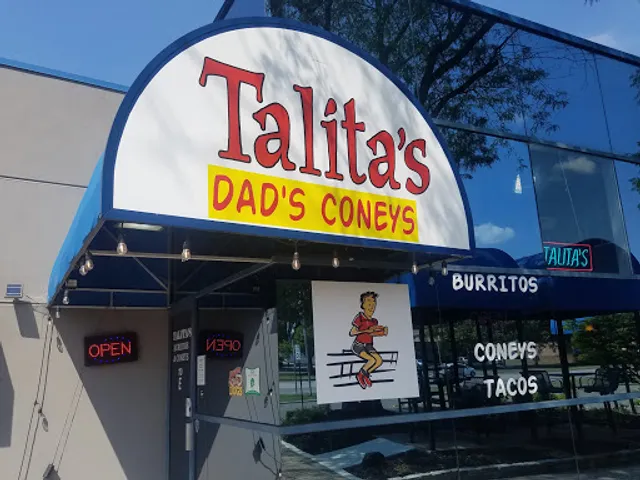 Talita's
DAD'S CONEYS
TALITA'S
BURRITOS
CONEYS
TACOS
OPEN
OPEN